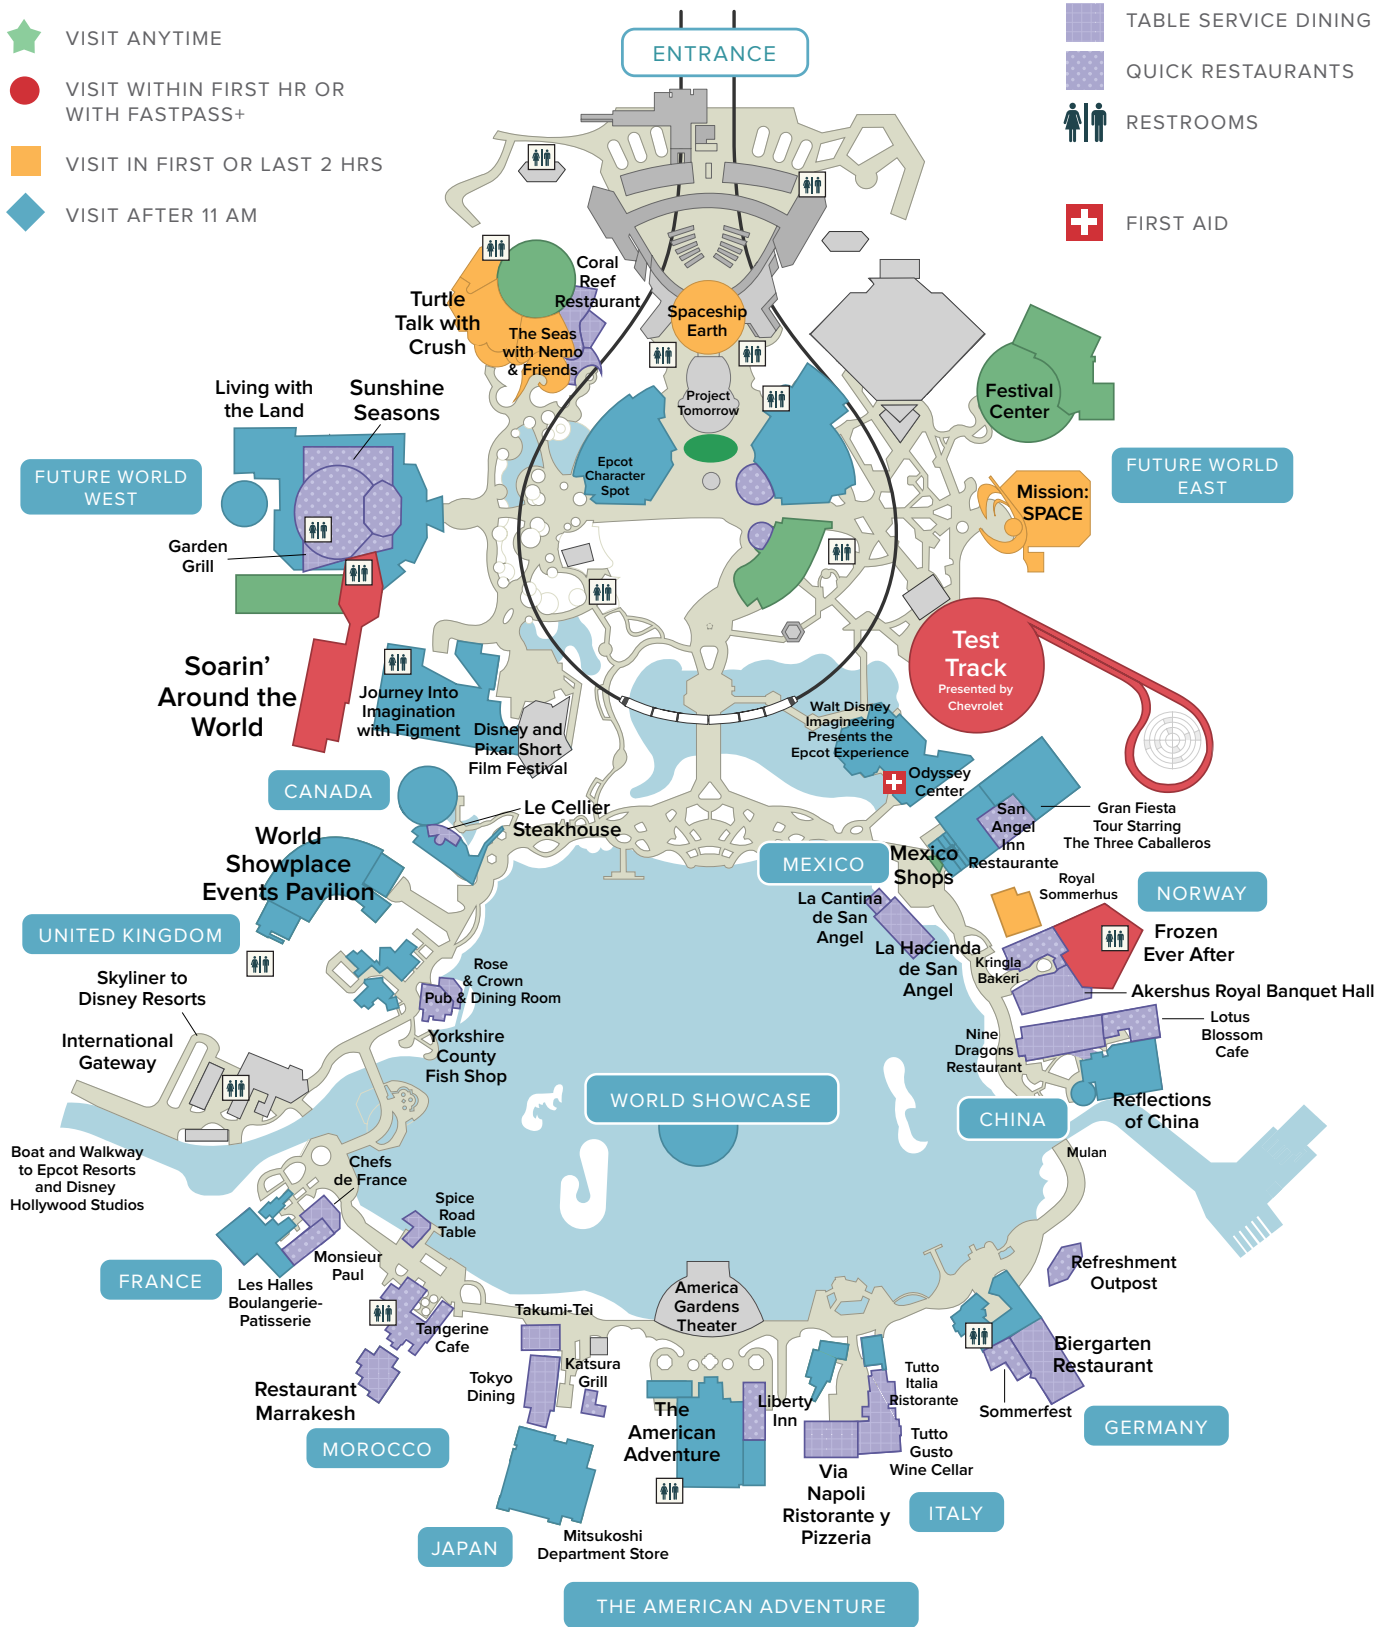 VISIT ANYTIME
VISIT WITHIN FIRST HR OR
WITH FASTPASS+
VISIT IN FIRST OR LAST 2 HRS
VISIT AFTER 11 AM
ENTRANCE
TABLE SERVICE DINING
QUICK RESTAURANTS
RESTROOMS
FIRST AID
Coral
Reef
Restaurant
Turtle
Talk with
Crush
The Seas
with Nemo
& Friends
Spaceship
Earth
Project
Tomorrow
Festival
Center
Living with
the Land
Sunshine
Seasons
FUTURE WORLD
WEST
Epcot
Character
Spot
FUTURE WORLD
EAST
Mission:
SPACE
Garden
Grill
Soarin’
Around the
World
Journey Into
Imagination
with Figment
Disney and
Pixar Short
Film Festival
Test
Track
Presented by
Chevrolet
Walt Disney
Imagineering
Presents the
Epcot Experience
Odyssey
Center
CANADA
Le Cellier
Steakhouse
World
Showplace
Events Pavilion
San
Angel
Inn
Restaurante
Gran Fiesta
Tour Starring
The Three Caballeros
MEXICO
Mexico
Shops
La Cantina
de San
Angel
La Hacienda
de San
Angel
Royal
Sommerhus
NORWAY
Frozen
Ever After
Kringla
Bakeri
Akershus Royal Banquet Hall
UNITED KINGDOM
Skyliner to
Disney Resorts
Rose
& Crown
Pub & Dining Room
Yorkshire
County
Fish Shop
International
Gateway
Nine
Dragons
Restaurant
Lotus
Blossom
Cafe
WORLD SHOWCASE
CHINA
Reflections
of China
Mulan
Boat and Walkway
to Epcot Resorts
and Disney
Hollywood Studios
Chefs
de France
Spice
Road
Table
Monsieur
Paul
FRANCE
Les Halles
Boulangerie-
Patisserie
Refreshment
Outpost
America
Gardens
Theater
Takumi-Tei
Tangerine
Cafe
Katsura
Grill
Tokyo
Dining
Restaurant
Marrakesh
MOROCCO
The
American
Adventure
Liberty
Inn
Tutto
Italia
Ristorante
Tutto
Gusto
Wine Cellar
Biergarten
Restaurant
Sommerfest
GERMANY
Via
Napoli
Ristorante y
Pizzeria
ITALY
JAPAN
Mitsukoshi
Department Store
THE AMERICAN ADVENTURE